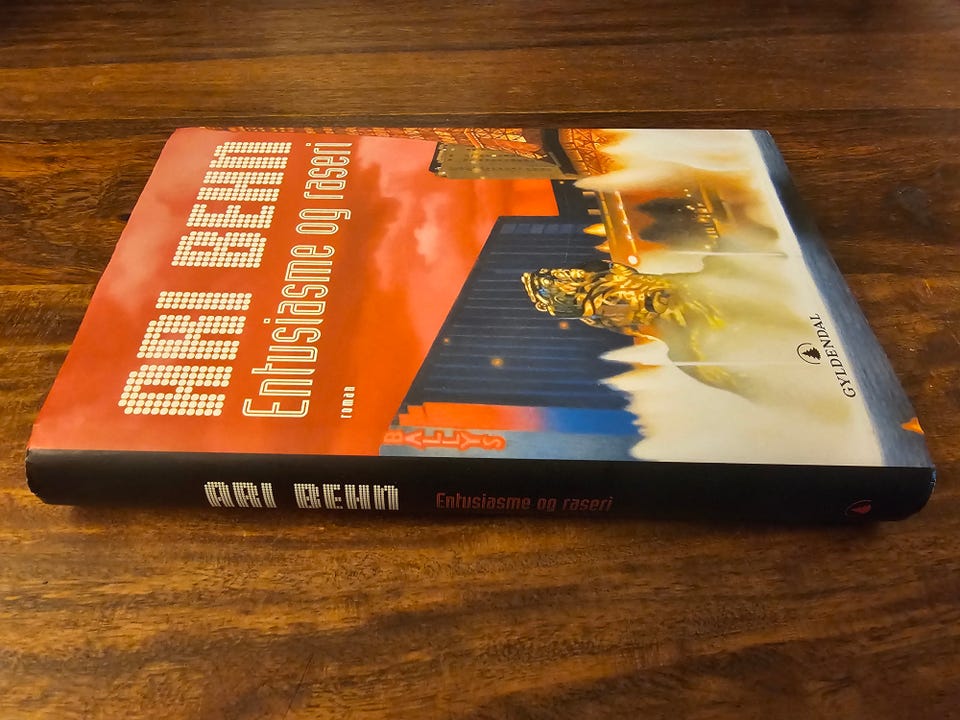 ARI BEHN
Entusiasme og raseri
roman
BALLYS
GYLDENDAL
ARI BEHN Entusiasme og raseri